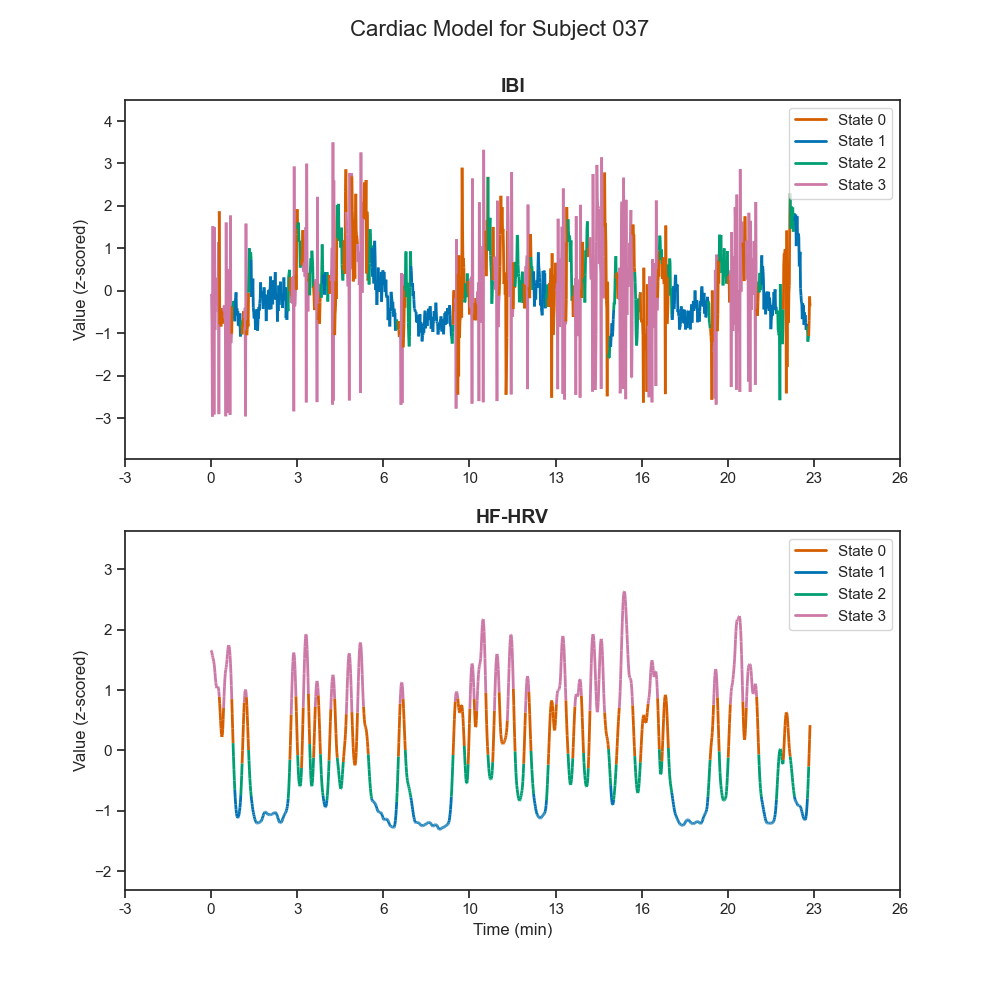 Cardiac Model for Subject 037
IBI
Value (z-scored)
4
3
2
1
0
−1
−2
−3
State 0
State 1
State 2
State 3
-3
0
3
6
10
13
16
20
23
26
HF-HRV
Value (z-scored)
3
2
1
0
−1
−2
State 0
State 1
State 2
State 3
-3
0
3
6
10
13
16
20
23
26
Time (min)